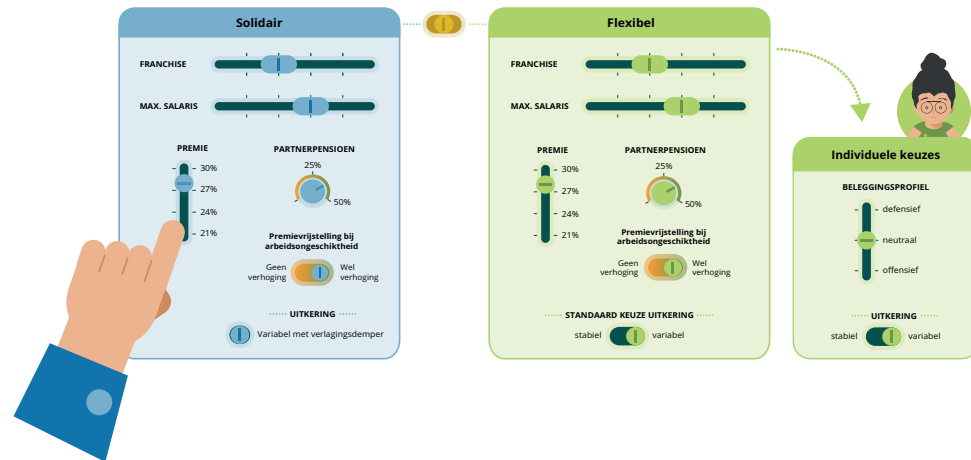 Solidair
FRANCHISE
MAX. SALARIS
PREMIE
30%
27%
24%
21%
PARTNERPENSIOEN
25%
50%
Premievrijstelling bij
arbeidsongeschiktheid
Geen
verhoging
Wel
verhoging
UITKERING
Variabel met verlagingsdemper
Flexibel
FRANCHISE
MAX. SALARIS
PREMIE
30%
27%
24%
21%
PARTNERPENSIOEN
25%
50%
Premievrijstelling bij
arbeidsongeschiktheid
Geen
verhoging
Wel
verhoging
STANDAARD KEUZE UITKERING
stabiel
variabel
Individuele keuzes
BELEGGINGSPROFIEL
defensief
neutraal
offensief
UITKERING
stabiel
variabel